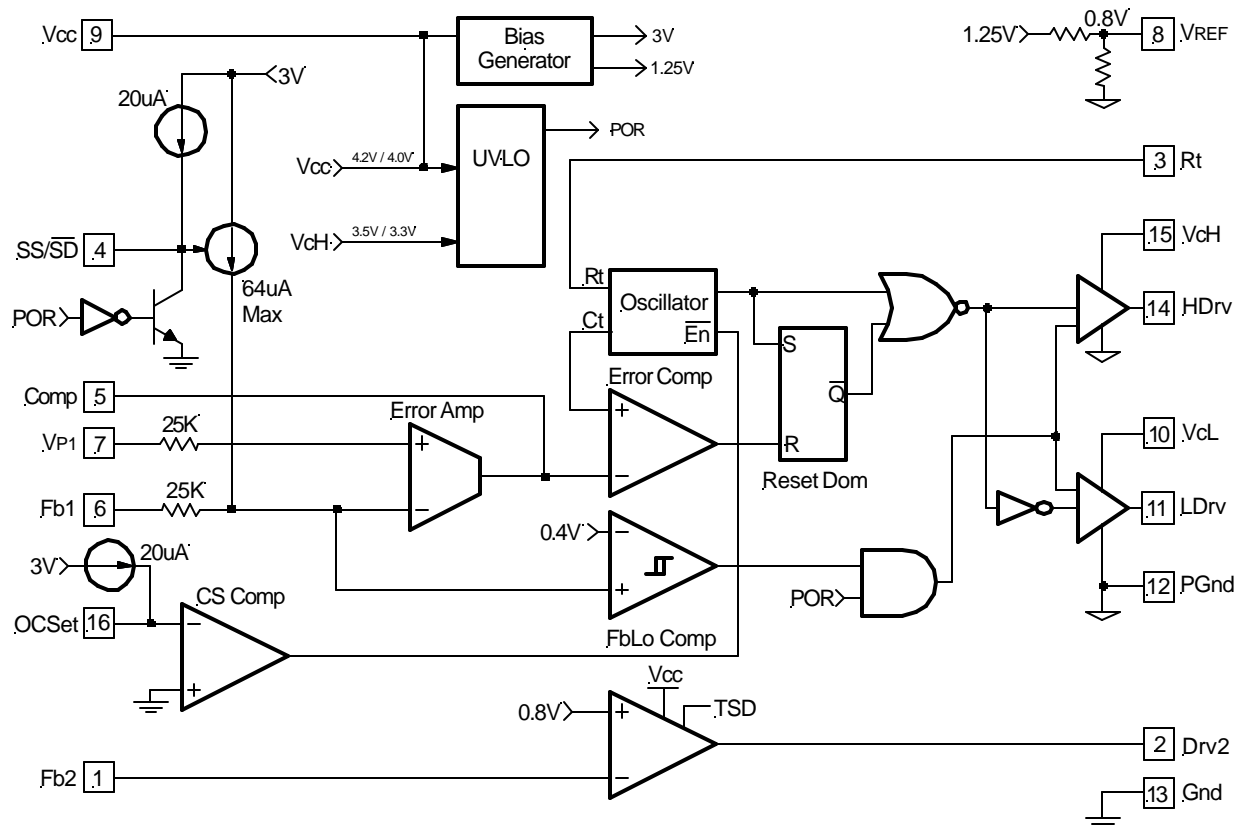 Vcc 9
Bias
Generator
3V
1.25V
1.25V
0.8V
8 VREF
3V
20uA
Vcc 4.2V / 4.0V
UVLO
POR
VcH 3.5V / 3.3V
3 Rt
SS/SD 4
64uA
Max
POR
Rt
Oscillator
Ct
En
15 VcH
14 HDrv
S
Q
R
Reset Dom
Comp 5
Error Amp
Error Comp
VP1 7 25K
+
−
+
−
Fb1 6 25K
10 VcL
11 LDrv
3V 20uA
0.4V
−
+
FbLo Comp
POR
12 PGnd
OCSet 16
CS Comp
−
+
Vcc
TSD
0.8V
+
−
2 Drv2
Fb2 1
13 Gnd